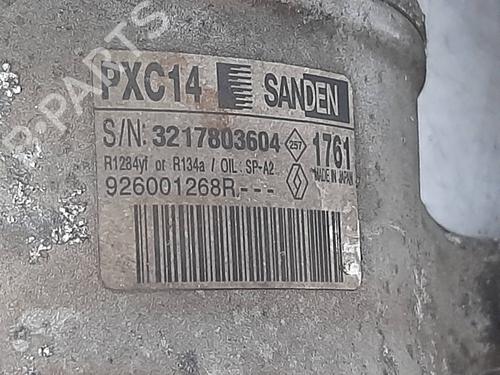 PXC14 SANDEN
S/N: 3217803604 257 1761
R1234yf or R134a / OIL: SP-A2 MADE IN JAPAN
926001268R.---
B-PARTS